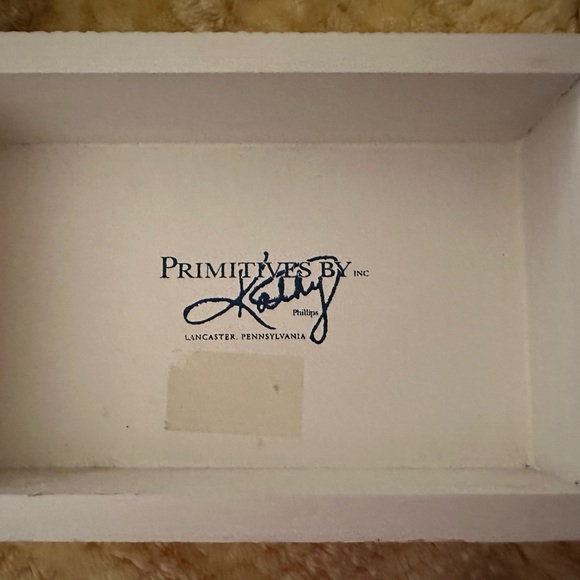 PRIMITIVES BY INC
Kathy
Phillips
LANCASTER, PENNSYLVANIA